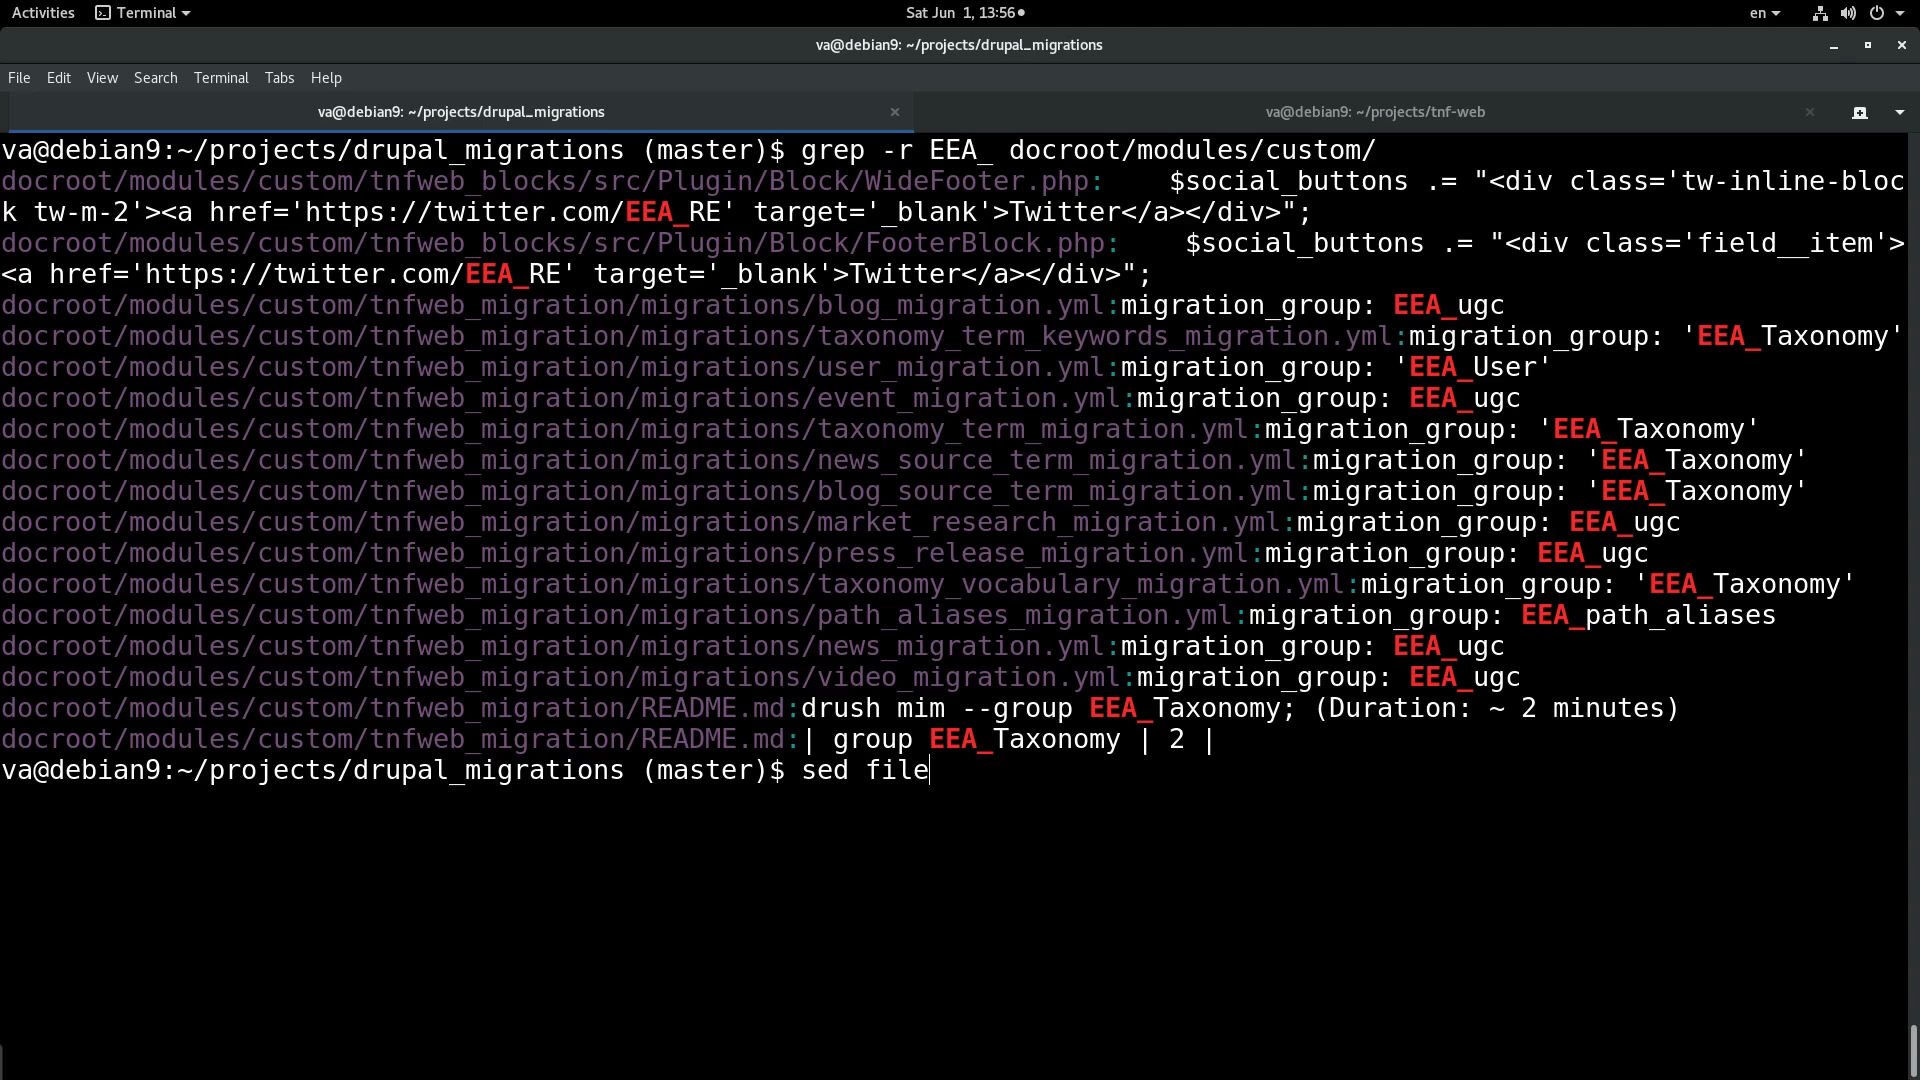 Activities Terminal Sat Jun 1, 13:56 en
va@debian9: ~/projects/drupal_migrations
File Edit View Search Terminal Tabs Help
va@debian9: ~/projects/drupal_migrations va@debian9: ~/projects/tnf-web
va@debian9:~/projects/drupal_migrations (master)$ grep -r EEA_ docroot/modules/custom/
docroot/modules/custom/tnfweb_blocks/src/Plugin/Block/WideFooter.php:    $social_buttons .= "<div class='tw-inline-bloc
k tw-m-2'><a href='https://twitter.com/EEA_RE' target='_blank'>Twitter</a></div>";
docroot/modules/custom/tnfweb_blocks/src/Plugin/Block/FooterBlock.php:    $social_buttons .= "<div class='field__item'>
<a href='https://twitter.com/EEA_RE' target='_blank'>Twitter</a></div>";
docroot/modules/custom/tnfweb_migration/migrations/blog_migration.yml:migration_group: EEA_ugc
docroot/modules/custom/tnfweb_migration/migrations/taxonomy_term_keywords_migration.yml:migration_group: 'EEA_Taxonomy'
docroot/modules/custom/tnfweb_migration/migrations/user_migration.yml:migration_group: 'EEA_User'
docroot/modules/custom/tnfweb_migration/migrations/event_migration.yml:migration_group: EEA_ugc
docroot/modules/custom/tnfweb_migration/migrations/taxonomy_term_migration.yml:migration_group: 'EEA_Taxonomy'
docroot/modules/custom/tnfweb_migration/migrations/news_source_term_migration.yml:migration_group: 'EEA_Taxonomy'
docroot/modules/custom/tnfweb_migration/migrations/blog_source_term_migration.yml:migration_group: 'EEA_Taxonomy'
docroot/modules/custom/tnfweb_migration/migrations/market_research_migration.yml:migration_group: EEA_ugc
docroot/modules/custom/tnfweb_migration/migrations/press_release_migration.yml:migration_group: EEA_ugc
docroot/modules/custom/tnfweb_migration/migrations/taxonomy_vocabulary_migration.yml:migration_group: 'EEA_Taxonomy'
docroot/modules/custom/tnfweb_migration/migrations/path_aliases_migration.yml:migration_group: EEA_path_aliases
docroot/modules/custom/tnfweb_migration/migrations/news_migration.yml:migration_group: EEA_ugc
docroot/modules/custom/tnfweb_migration/migrations/video_migration.yml:migration_group: EEA_ugc
docroot/modules/custom/tnfweb_migration/README.md:drush mim --group EEA_Taxonomy; (Duration: ~ 2 minutes)
docroot/modules/custom/tnfweb_migration/README.md:| group EEA_Taxonomy | 2 |
va@debian9:~/projects/drupal_migrations (master)$ sed file